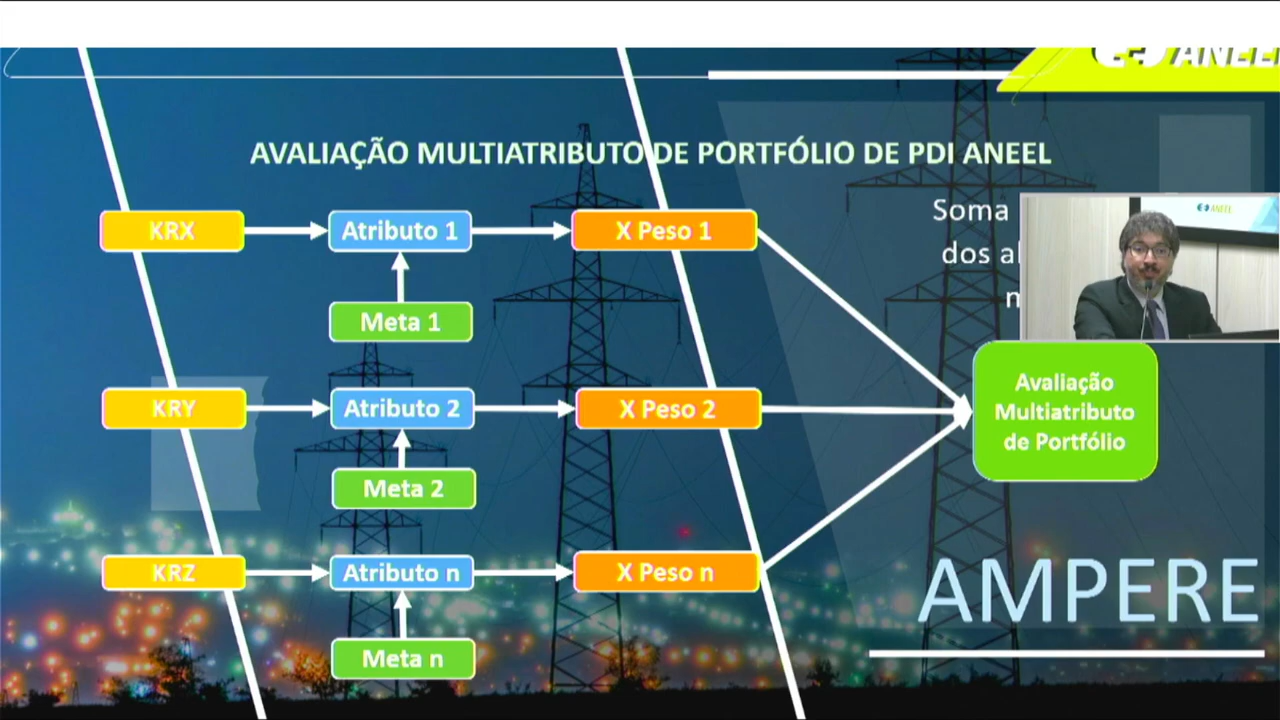 ANEEL
AVALIAÇÃO MULTIATRIBUTO DE PORTFÓLIO DE PDI ANEEL
KRX
Atributo 1
X Peso 1
Soma
dos
ANEEL
Meta 1
KRY
Atributo 2
X Peso 2
Avaliação
Multiatributo
de Portfólio
Meta 2
KRZ
Atributo n
X Peso n
AMPERE
Meta n